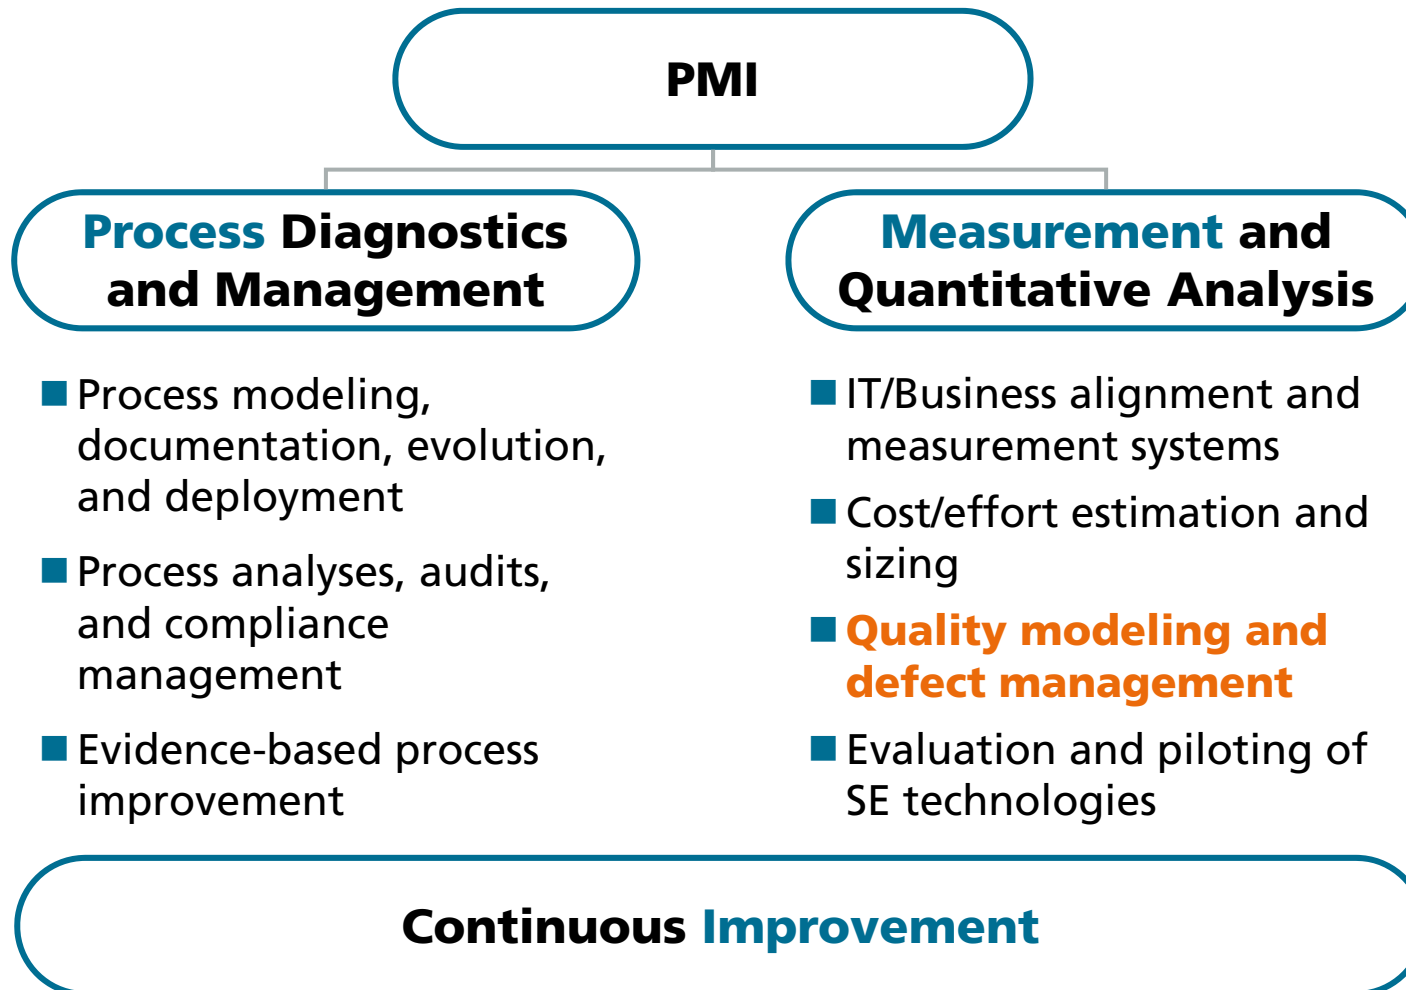 PMI
Process Diagnostics
and Management
Measurement and
Quantitative Analysis
Process modeling,
documentation, evolution,
and deployment
Process analyses, audits,
and compliance
management
Evidence-based process
improvement
IT/Business alignment and
measurement systems
Cost/effort estimation and
sizing
Quality modeling and
defect management
Evaluation and piloting of
SE technologies
Continuous Improvement